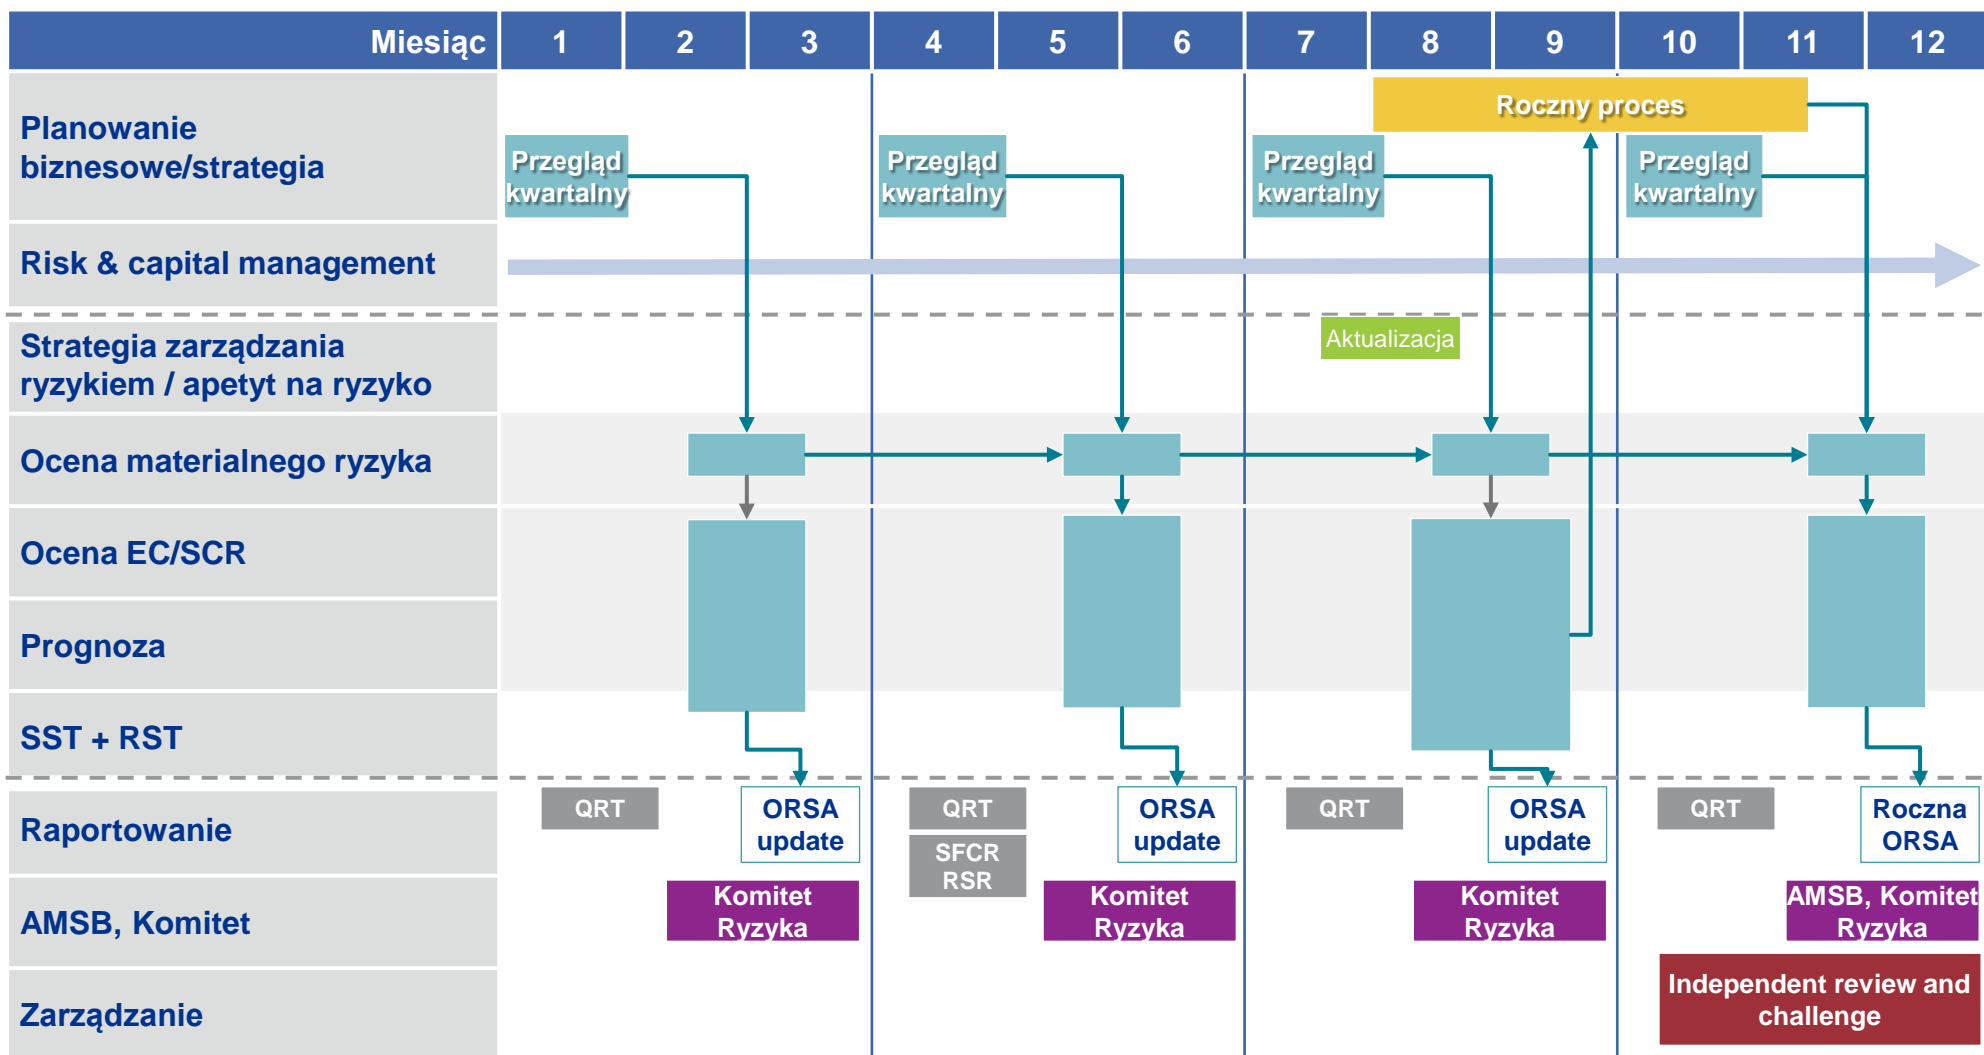 Miesiąc 1 2 3 4 5 6 7 8 9 10 11 12
Planowanie
biznesowe/strategia
Roczny proces
Przegląd
kwartalny
Przegląd
kwartalny
Przegląd
kwartalny
Przegląd
kwartalny
Risk & capital management
Strategia zarządzania
ryzykiem / apetyt na ryzyko
Aktualizacja
Ocena materialnego ryzyka
Ocena EC/SCR
Prognoza
SST + RST
Raportowanie
QRT
ORSA
update
QRT
SFCR
RSR
ORSA
update
QRT
ORSA
update
QRT
Roczna
ORSA
AMSB, Komitet
Komitet
Ryzyka
Komitet
Ryzyka
Komitet
Ryzyka
AMSB, Komitet
Ryzyka
Zarządzanie
Independent review and
challenge